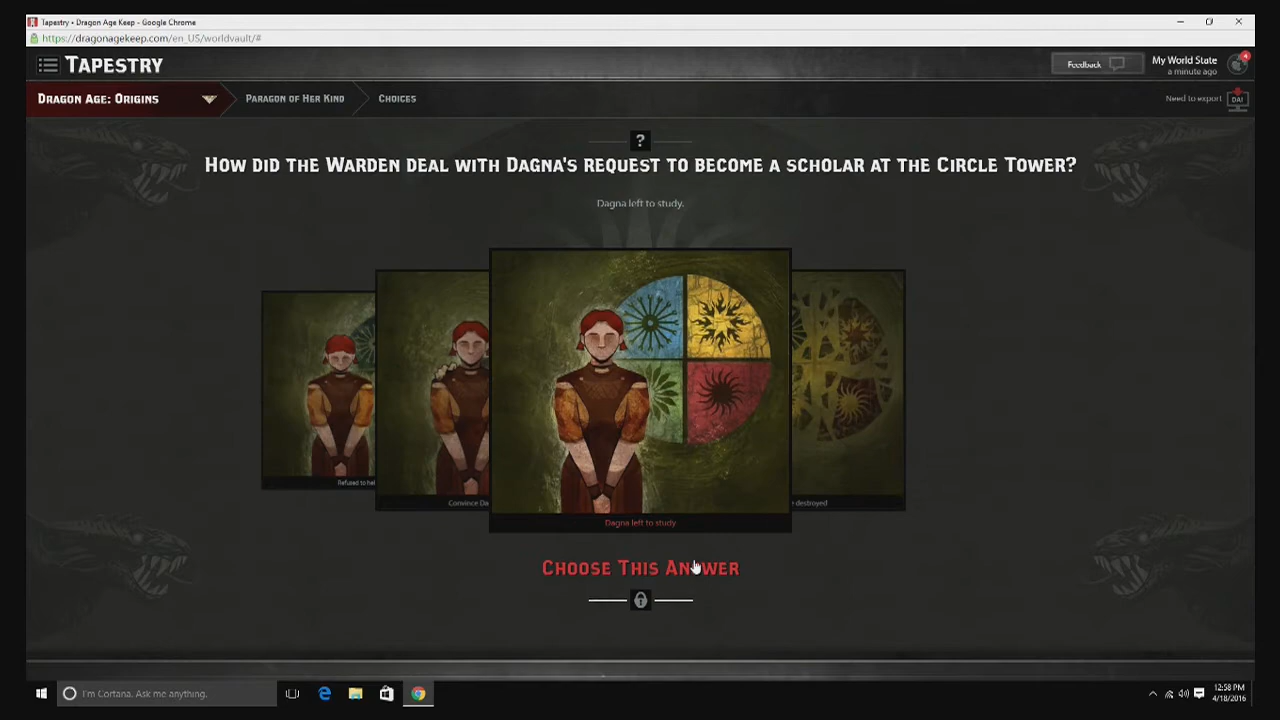 Tapestry • Dragon Age Keep - Google Chrome
https://dragonagekeep.com/en_US/worldvault/#
TAPESTRY
Feedback
My World State
a minute ago
4
DRAGON AGE: ORIGINS
PARAGON OF HER KIND
CHOICES
Need to export
DAI
?
HOW DID THE WARDEN DEAL WITH DAGNA'S REQUEST TO BECOME A SCHOLAR AT THE CIRCLE TOWER?
Dagna left to study.
Refused to hel
Convince Da
Dagna left to study
e destroyed
CHOOSE THIS ANSWER
I'm Cortana. Ask me anything.
12:58 PM
4/18/2016